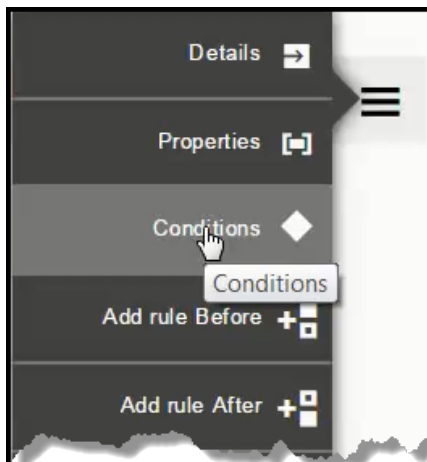 Details
Properties
Conditions
Conditions
Add rule Before
Add rule After